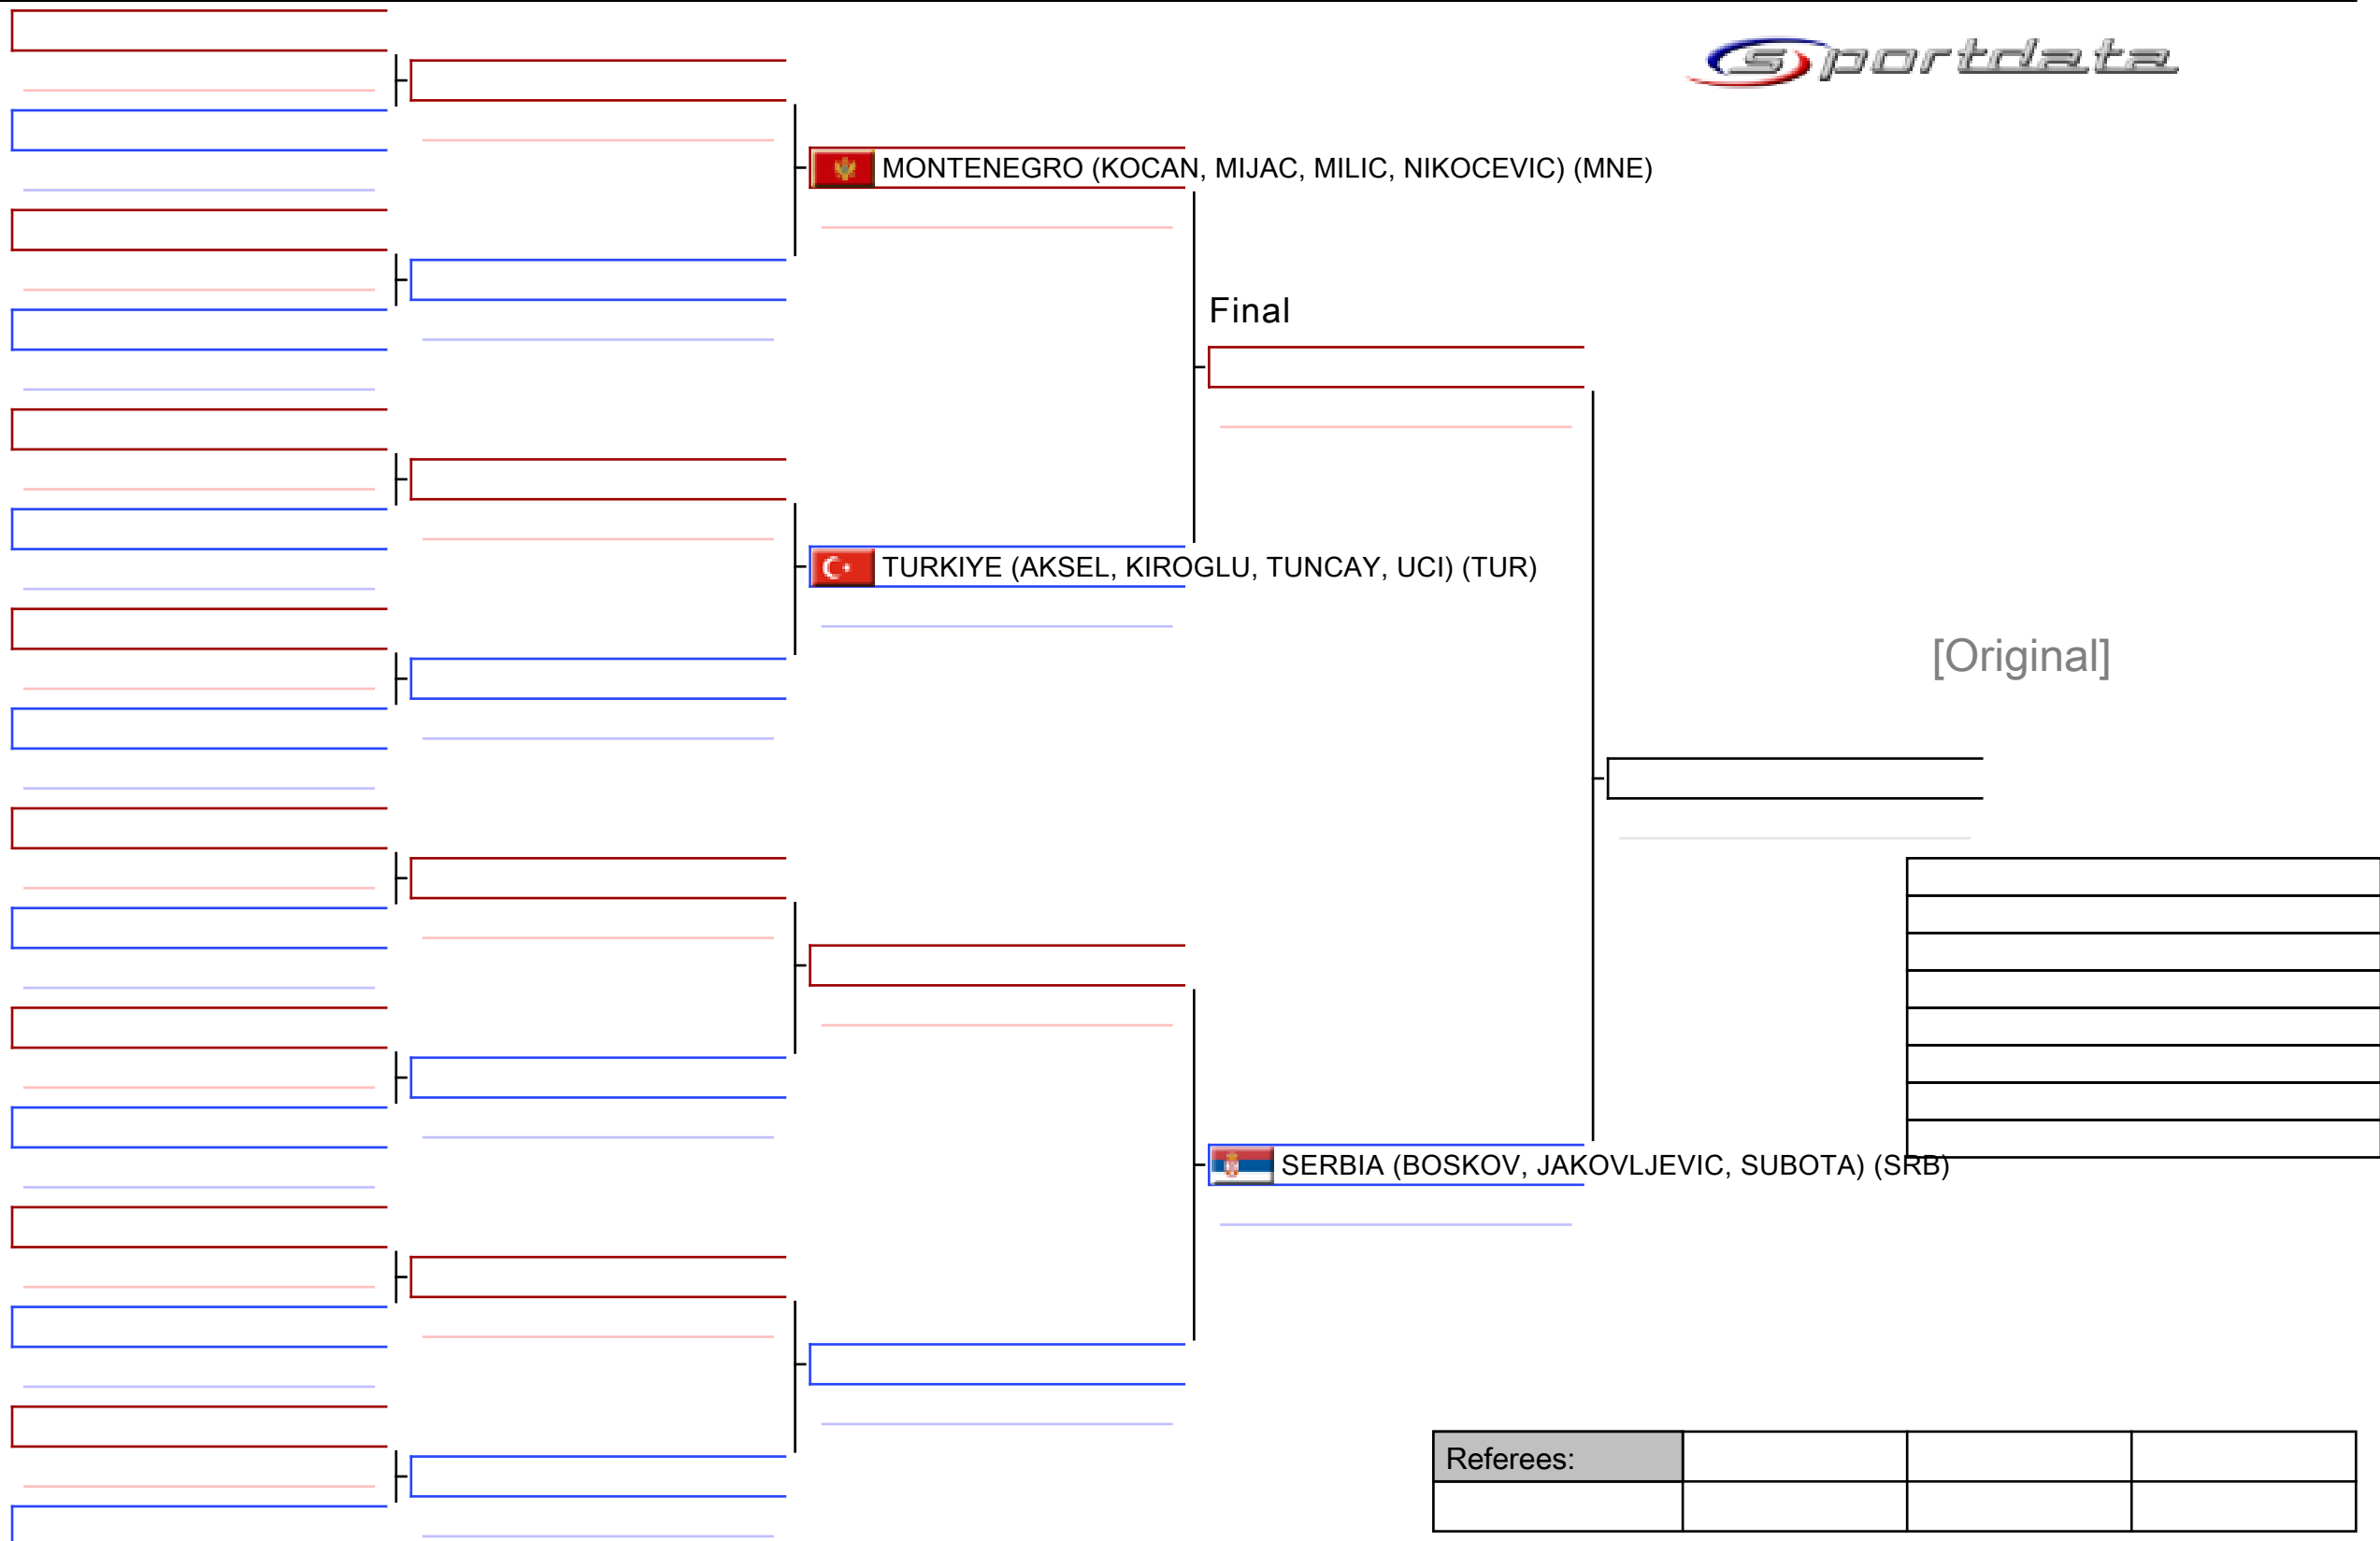 sportdata
MONTENEGRO (KOCAN, MIJAC, MILIC, NIKOCEVIC) (MNE)
Final
TURKIYE (AKSEL, KIROGLU, TUNCAY, UCI) (TUR)
[Original]
SERBIA (BOSKOV, JAKOVLJEVIC, SUBOTA) (SRB)
Referees: